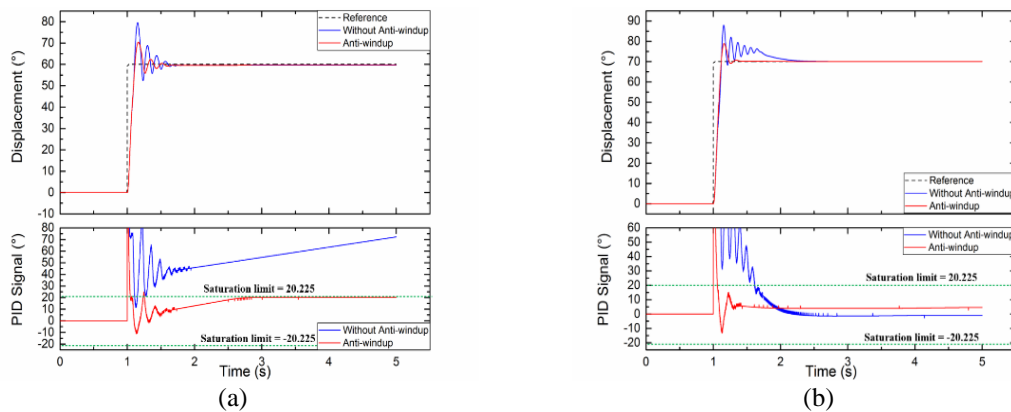 80
70
60
50
40
30
20
10
0
-10
Displacement (°)
Reference
Without Anti-windup
Anti-windup
80
70
60
50
40
30
20
10
0
-10
-20
PID Signal (°)
Saturation limit = 20.225
Saturation limit = -20.225
Without Anti-windup
Anti-windup
0 1 2 3 4 5
Time (s)
(a)
90
80
70
60
50
40
30
20
10
0
Displacement (°)
Reference
Without Anti-windup
Anti-windup
60
50
40
30
20
10
0
-10
-20
PID Signal (°)
Without Anti-windup
Anti-windup
Saturation limit = 20.225
Saturation limit = -20.225
0 1 2 3 4 5
Time (s)
(b)